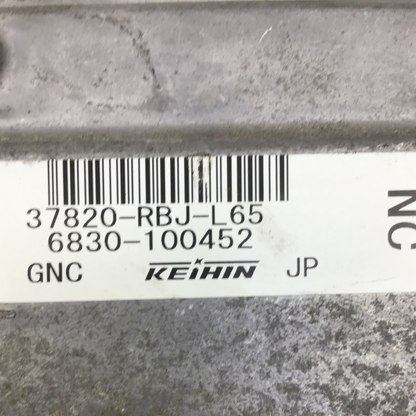 37820-RBJ-L65
6830-100452
GNC KEIHIN JP
NC